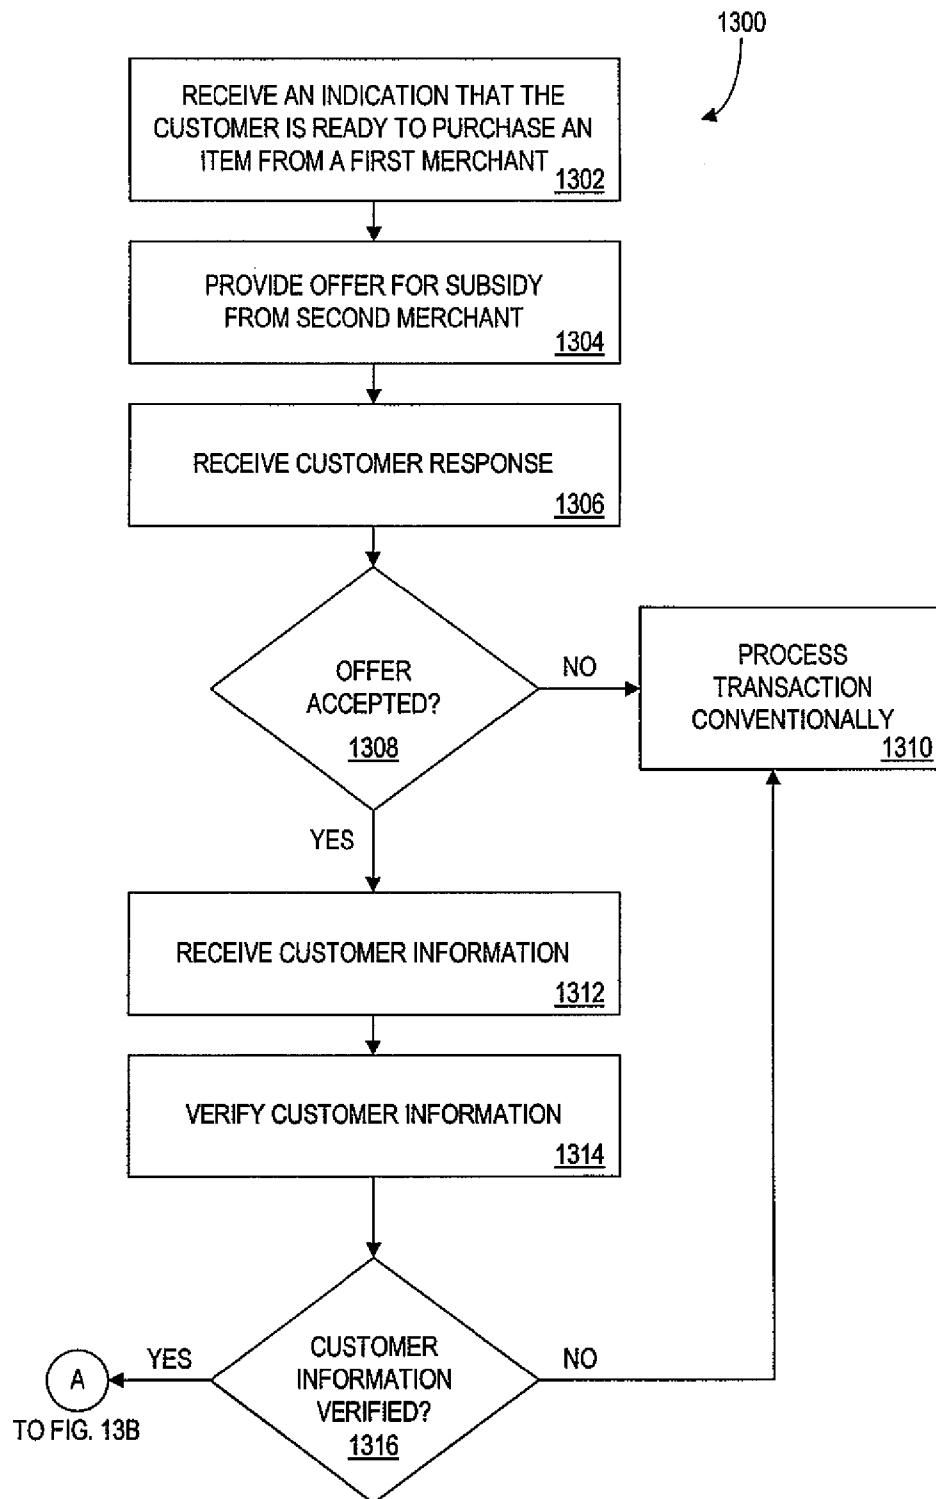 1300
RECEIVE AN INDICATION THAT THE
CUSTOMER IS READY TO PURCHASE AN
ITEM FROM A FIRST MERCHANT
1302
PROVIDE OFFER FOR SUBSIDY
FROM SECOND MERCHANT
1304
RECEIVE CUSTOMER RESPONSE
1306
OFFER
ACCEPTED?
1308
NO
PROCESS
TRANSACTION
CONVENTIONALLY
1310
YES
RECEIVE CUSTOMER INFORMATION
1312
VERIFY CUSTOMER INFORMATION
1314
CUSTOMER
INFORMATION
VERIFIED?
1316
YES
NO
A
TO FIG. 13B